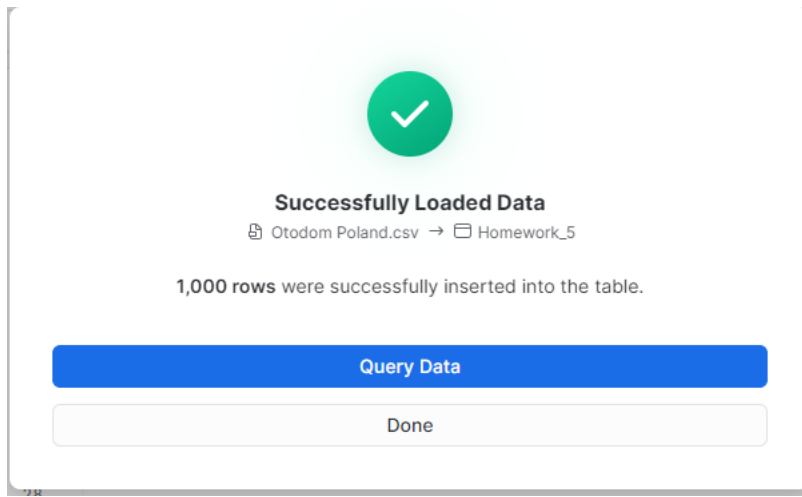 Successfully Loaded Data
Otodom Poland.csv → Homework_5
1,000 rows were successfully inserted into the table.
Query Data
Done
28